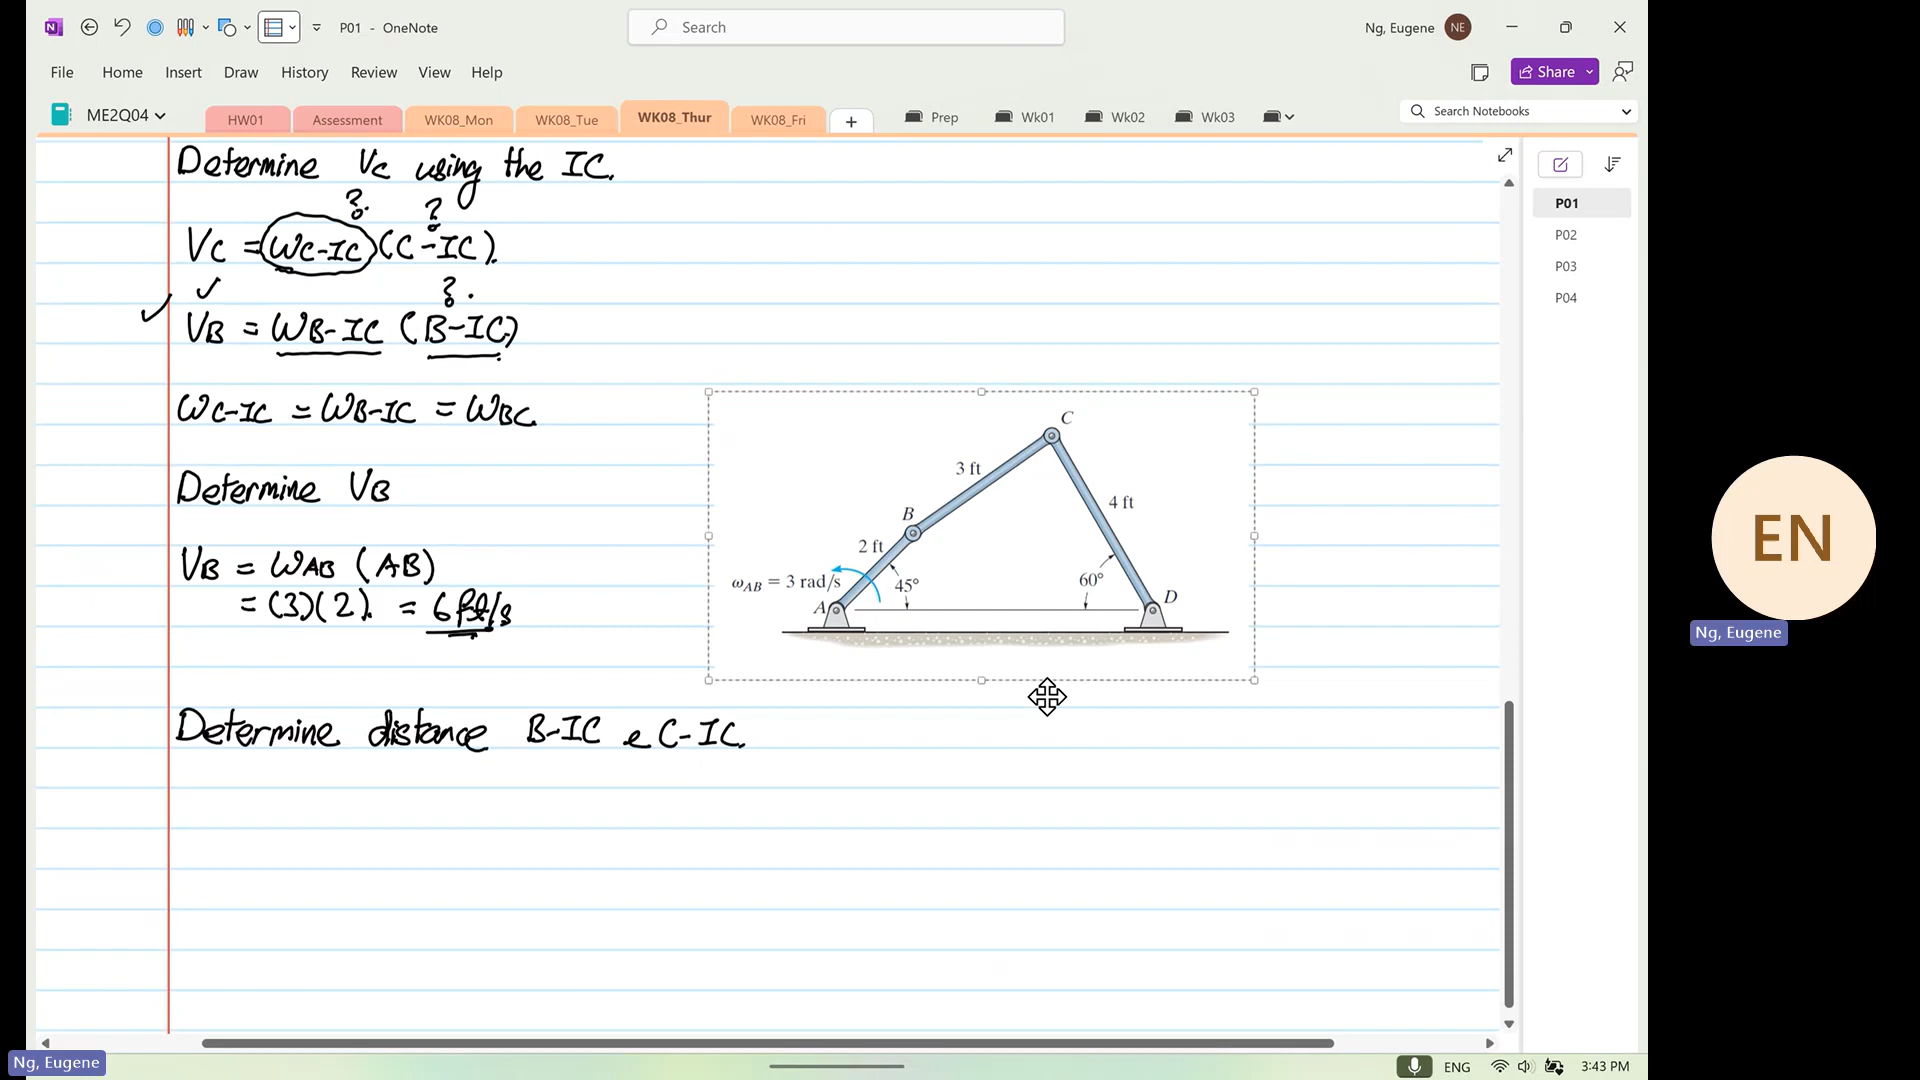 P01 - OneNote
Search
Ng, Eugene
NE
File Home Insert Draw History Review View Help
Share
ME2Q04
HW01 Assessment WK08_Mon WK08_Tue WK08_Thur WK08_Fri + Prep Wk01 Wk02 Wk03
Search Notebooks
P01
P02
P03
P04
Determine Vc using the IC.
? ?
Vc = WC-IC (C-IC).
?
VB = WB-IC (B-IC)
WC-IC = WB-IC = WBC.
Determine VB
VB = WAB (AB)
= (3)(2). = 6 ft/s
C
3 ft
4 ft
B
2 ft
ωAB = 3 rad/s
45°
60°
A
D
Determine distance B-IC e C-IC.
EN
Ng, Eugene
Ng, Eugene
ENG
3:43 PM